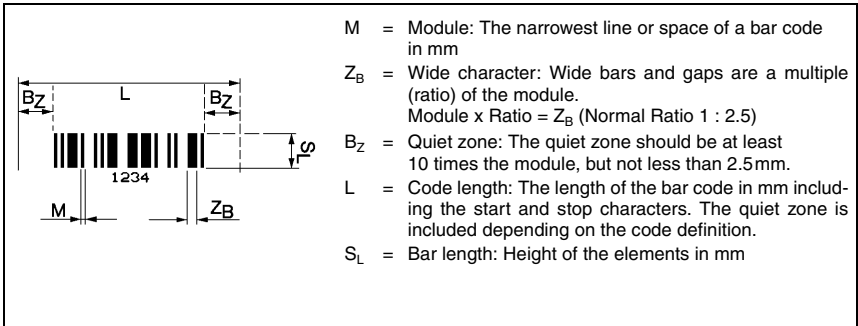 L
BZ
BZ
SL
1234
M
ZB
M = Module: The narrowest line or space of a bar code
in mm
ZB = Wide character: Wide bars and gaps are a multiple
(ratio) of the module.
Module x Ratio = ZB (Normal Ratio 1 : 2.5)
BZ = Quiet zone: The quiet zone should be at least
10 times the module, but not less than 2.5mm.
L = Code length: The length of the bar code in mm includ-
ing the start and stop characters. The quiet zone is
included depending on the code definition.
SL = Bar length: Height of the elements in mm